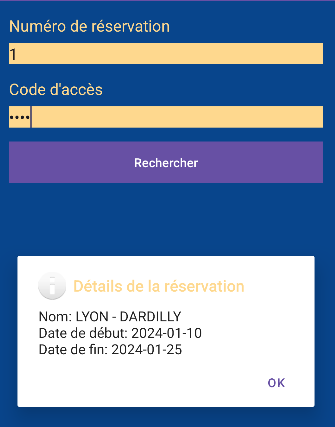 Numéro de réservation
1
Code d'accès
••••
Rechercher
Détails de la réservation
Nom: LYON - DARDILLY
Date de début: 2024-01-10
Date de fin: 2024-01-25
OK